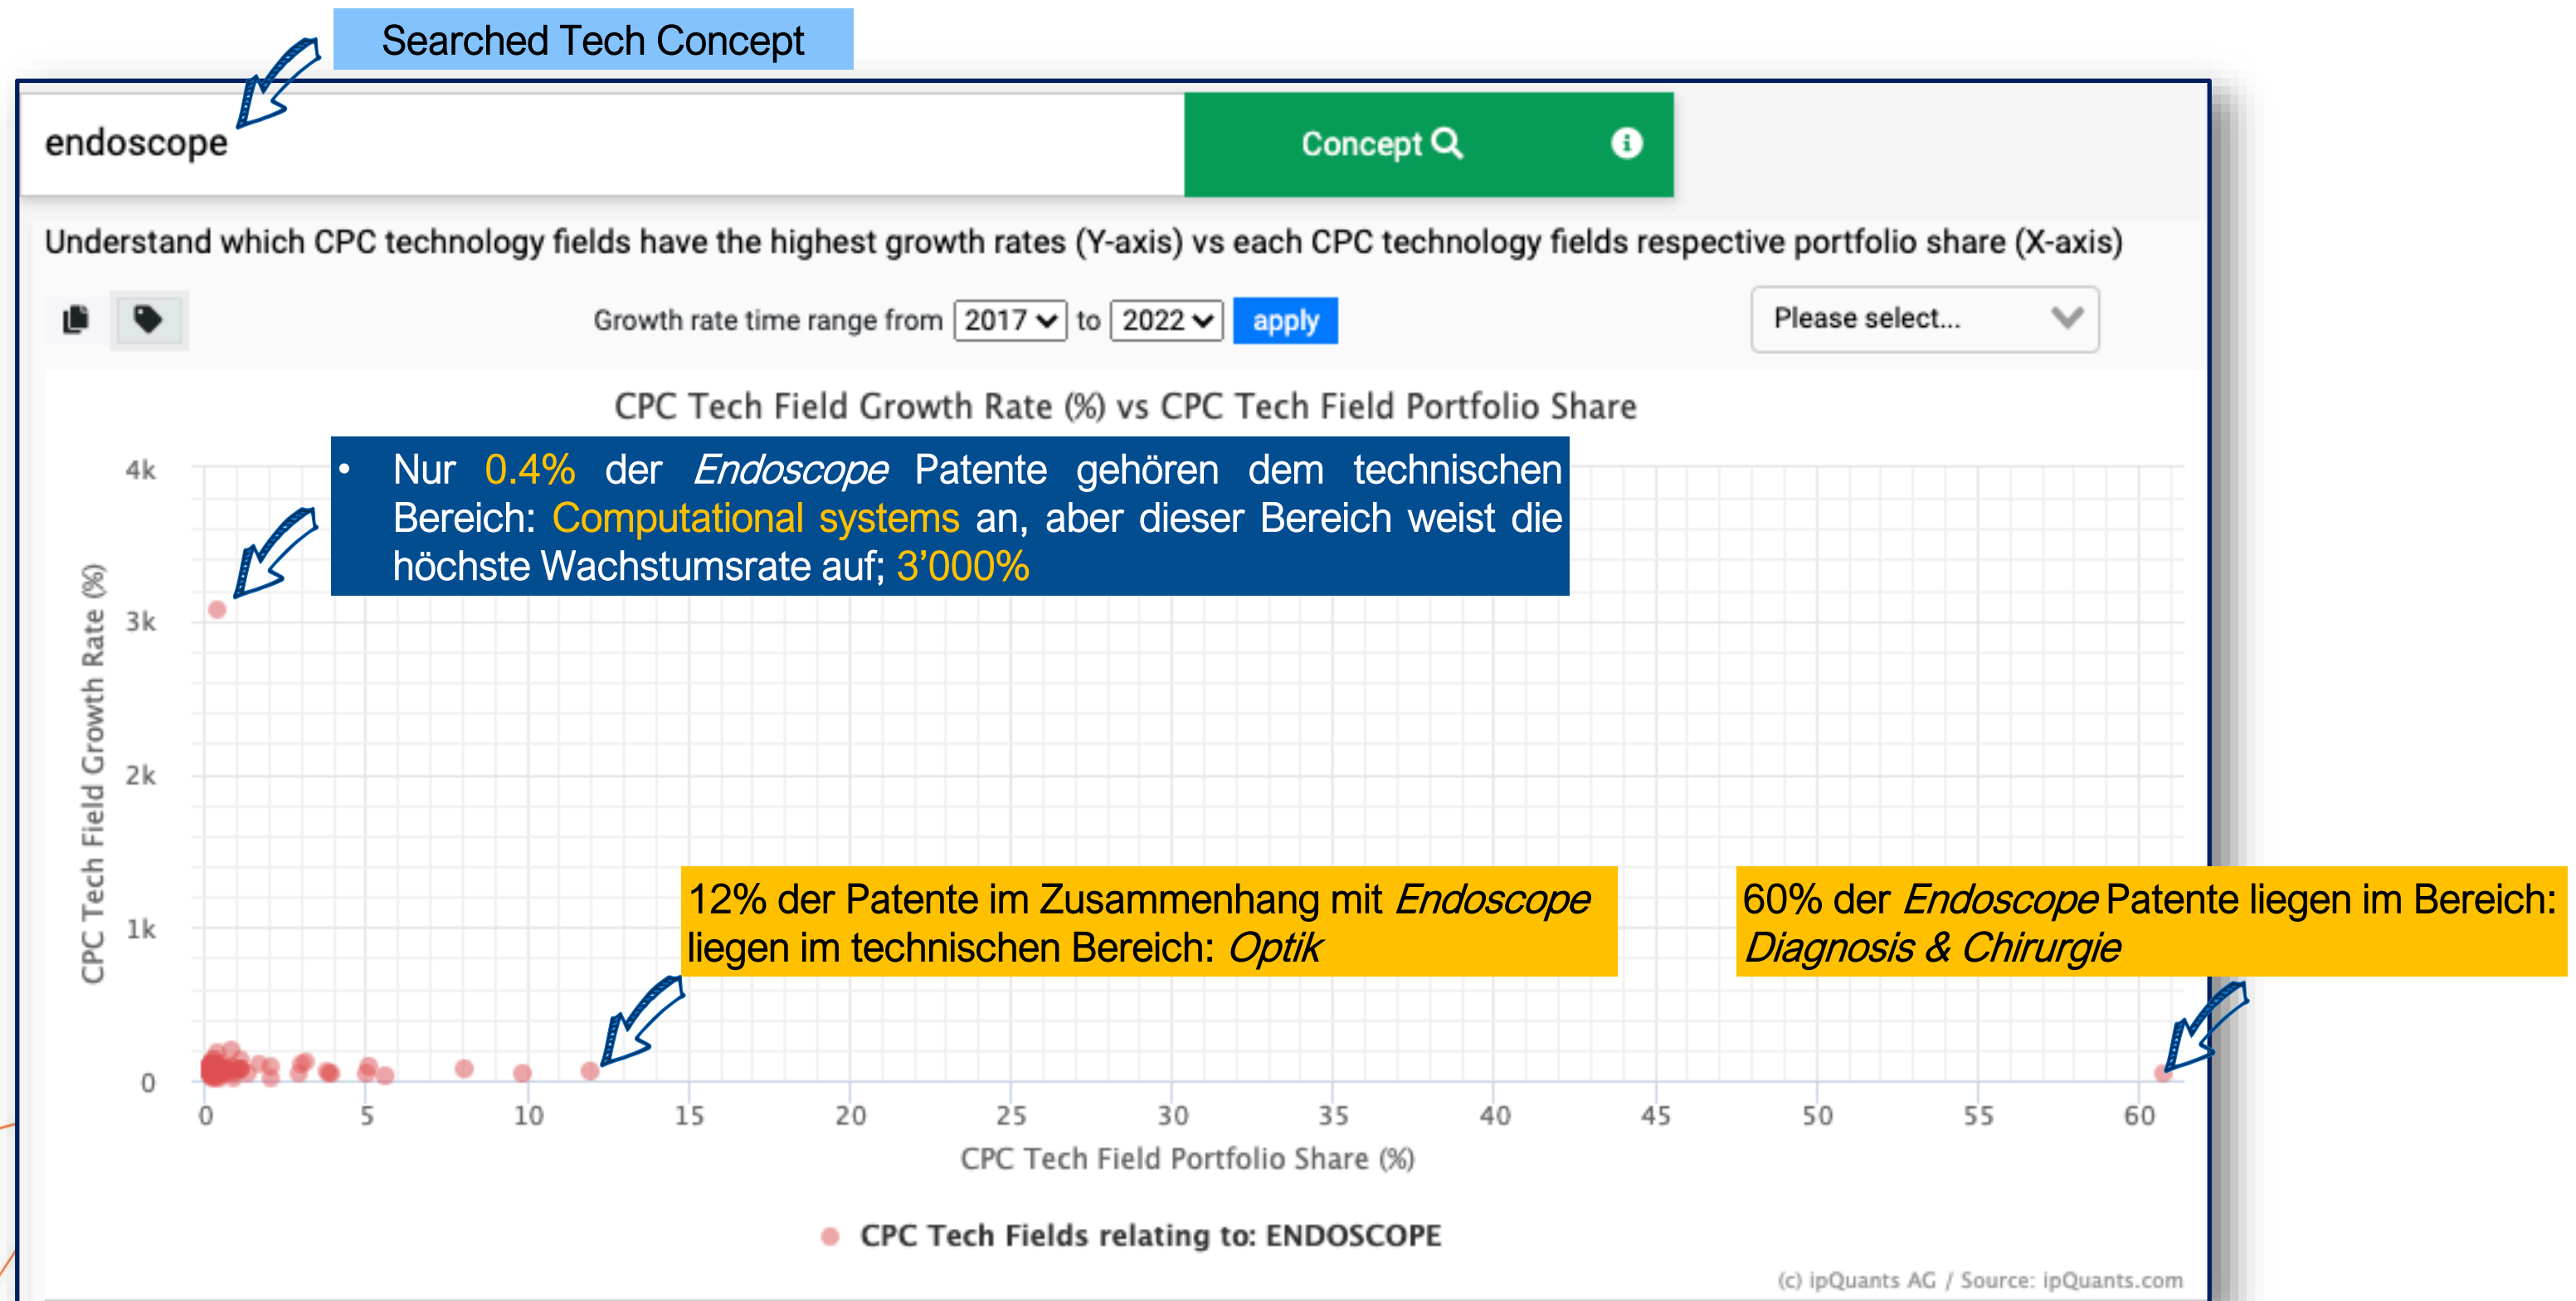 Searched Tech Concept
endoscope
Concept
Understand which CPC technology fields have the highest growth rates (Y-axis) vs each CPC technology fields respective portfolio share (X-axis)
Growth rate time range from 2017 to 2022 apply
Please select...
CPC Tech Field Growth Rate (%) vs CPC Tech Field Portfolio Share
• Nur 0.4% der Endoscope Patente gehören dem technischen
Bereich: Computational systems an, aber dieser Bereich weist die
höchste Wachstumsrate auf; 3’000%
CPC Tech Field Growth Rate (%)
4k
3k
2k
1k
0
12% der Patente im Zusammenhang mit Endoscope
liegen im technischen Bereich: Optik
60% der Endoscope Patente liegen im Bereich:
Diagnosis & Chirurgie
0 5 10 15 20 25 30 35 40 45 50 55 60
CPC Tech Field Portfolio Share (%)
CPC Tech Fields relating to: ENDOSCOPE
(c) ipQuants AG / Source: ipQuants.com